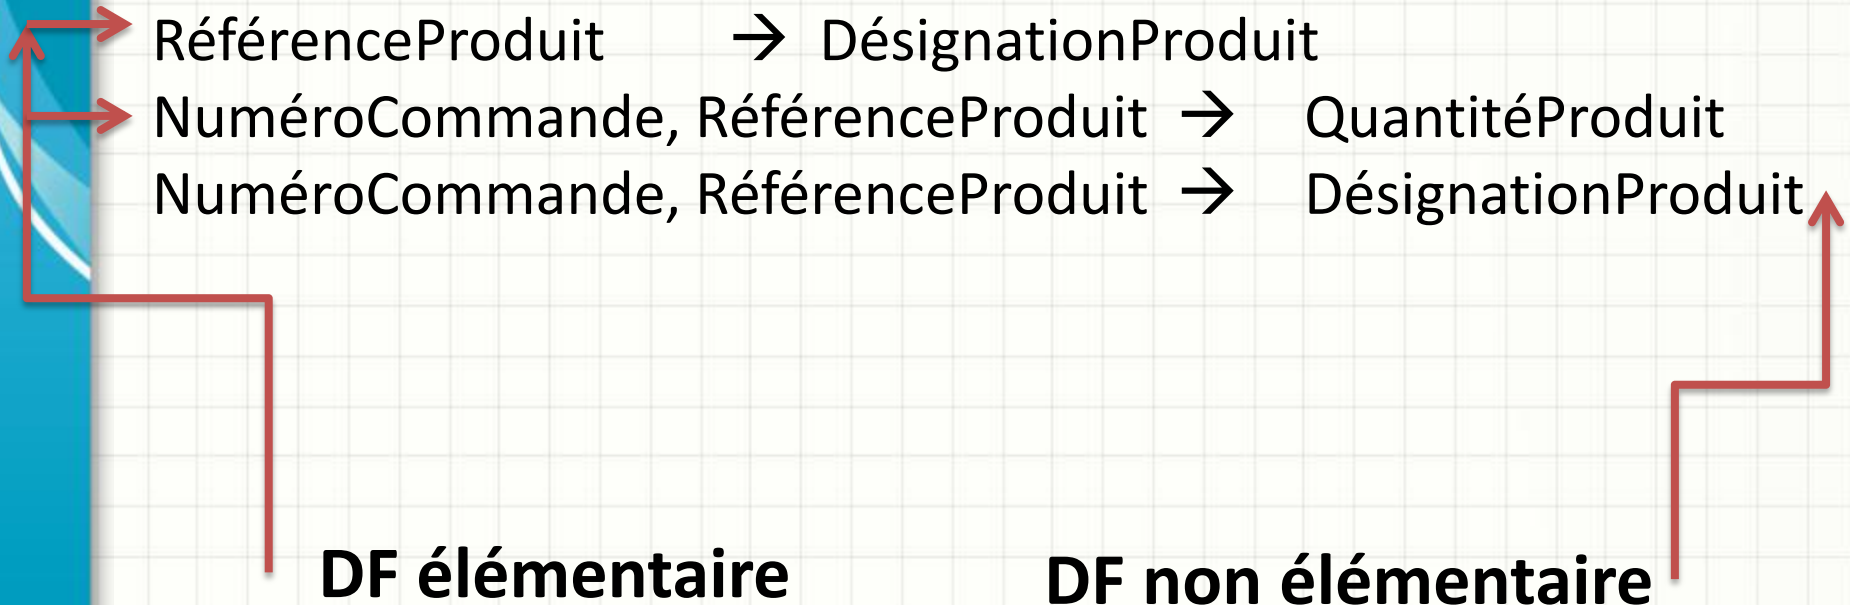 RéférenceProduit → DésignationProduit
NuméroCommande, RéférenceProduit → QuantitéProduit
NuméroCommande, RéférenceProduit → DésignationProduit
DF élémentaire
DF non élémentaire